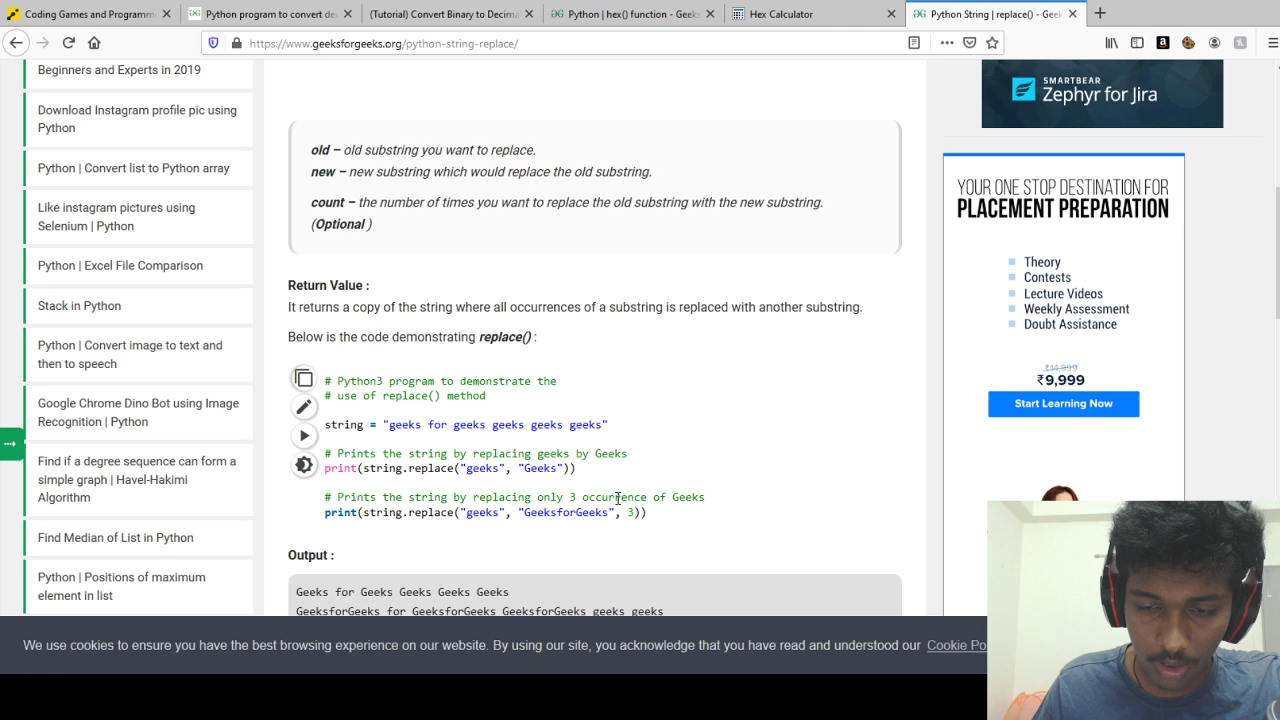 Coding Games and Programm
Python program to convert de
(Tutorial) Convert Binary to Decima
Python | hex() function - Geeks
Hex Calculator
Python String | replace() - Geek
https://www.geeksforgeeks.org/python-string-replace/
Beginners and Experts in 2019
Download Instagram profile pic using
Python
Python | Convert list to Python array
Like instagram pictures using
Selenium | Python
Python | Excel File Comparison
Stack in Python
Python | Convert image to text and
then to speech
Google Chrome Dino Bot using Image
Recognition | Python
Find if a degree sequence can form a
simple graph | Havel-Hakimi
Algorithm
Find Median of List in Python
Python | Positions of maximum
element in list
old – old substring you want to replace.
new – new substring which would replace the old substring.
count – the number of times you want to replace the old substring with the new substring.
(Optional )
Return Value :
It returns a copy of the string where all occurrences of a substring is replaced with another substring.
Below is the code demonstrating replace() :
# Python3 program to demonstrate the
# use of replace() method
string = "geeks for geeks geeks geeks geeks"
# Prints the string by replacing geeks by Geeks
print(string.replace("geeks", "Geeks"))
# Prints the string by replacing only 3 occurrence of Geeks
print(string.replace("geeks", "GeeksforGeeks", 3))
Output :
Geeks for Geeks Geeks Geeks Geeks
GeeksforGeeks for GeeksforGeeks GeeksforGeeks geeks geeks
SMARTBEAR
Zephyr for Jira
YOUR ONE STOP DESTINATION FOR
PLACEMENT PREPARATION
Theory
Contests
Lecture Videos
Weekly Assessment
Doubt Assistance
₹14,999
₹9,999
Start Learning Now
We use cookies to ensure you have the best browsing experience on our website. By using our site, you acknowledge that you have read and understood our Cookie Po